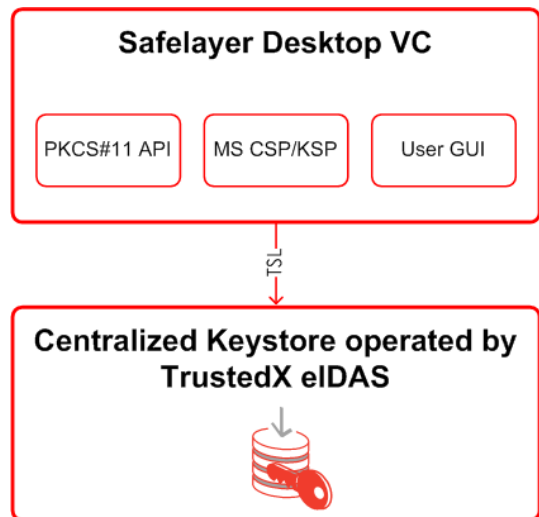 Safelayer Desktop VC
PKCS#11 API
MS CSP/KSP
User GUI
TSL
Centralized Keystore operated by
TrustedX eIDAS